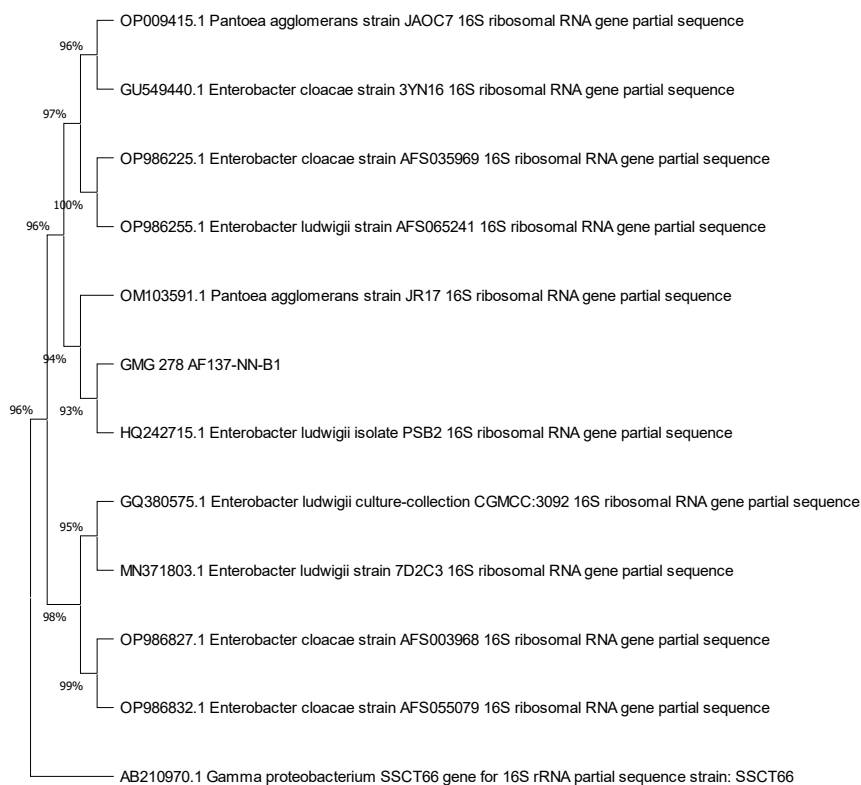 OP009415.1 Pantoea agglomerans strain JAOC7 16S ribosomal RNA gene partial sequence
96%
GU549440.1 Enterobacter cloacae strain 3YN16 16S ribosomal RNA gene partial sequence
97%
OP986225.1 Enterobacter cloacae strain AFS035969 16S ribosomal RNA gene partial sequence
100%
OP986255.1 Enterobacter ludwigii strain AFS065241 16S ribosomal RNA gene partial sequence
96%
OM103591.1 Pantoea agglomerans strain JR17 16S ribosomal RNA gene partial sequence
94%
GMG 278 AF137-NN-B1
96%
93%
HQ242715.1 Enterobacter ludwigii isolate PSB2 16S ribosomal RNA gene partial sequence
GQ380575.1 Enterobacter ludwigii culture-collection CGMCC:3092 16S ribosomal RNA gene partial sequence
95%
MN371803.1 Enterobacter ludwigii strain 7D2C3 16S ribosomal RNA gene partial sequence
98%
OP986827.1 Enterobacter cloacae strain AFS003968 16S ribosomal RNA gene partial sequence
99%
OP986832.1 Enterobacter cloacae strain AFS055079 16S ribosomal RNA gene partial sequence
AB210970.1 Gamma proteobacterium SSCT66 gene for 16S rRNA partial sequence strain: SSCT66